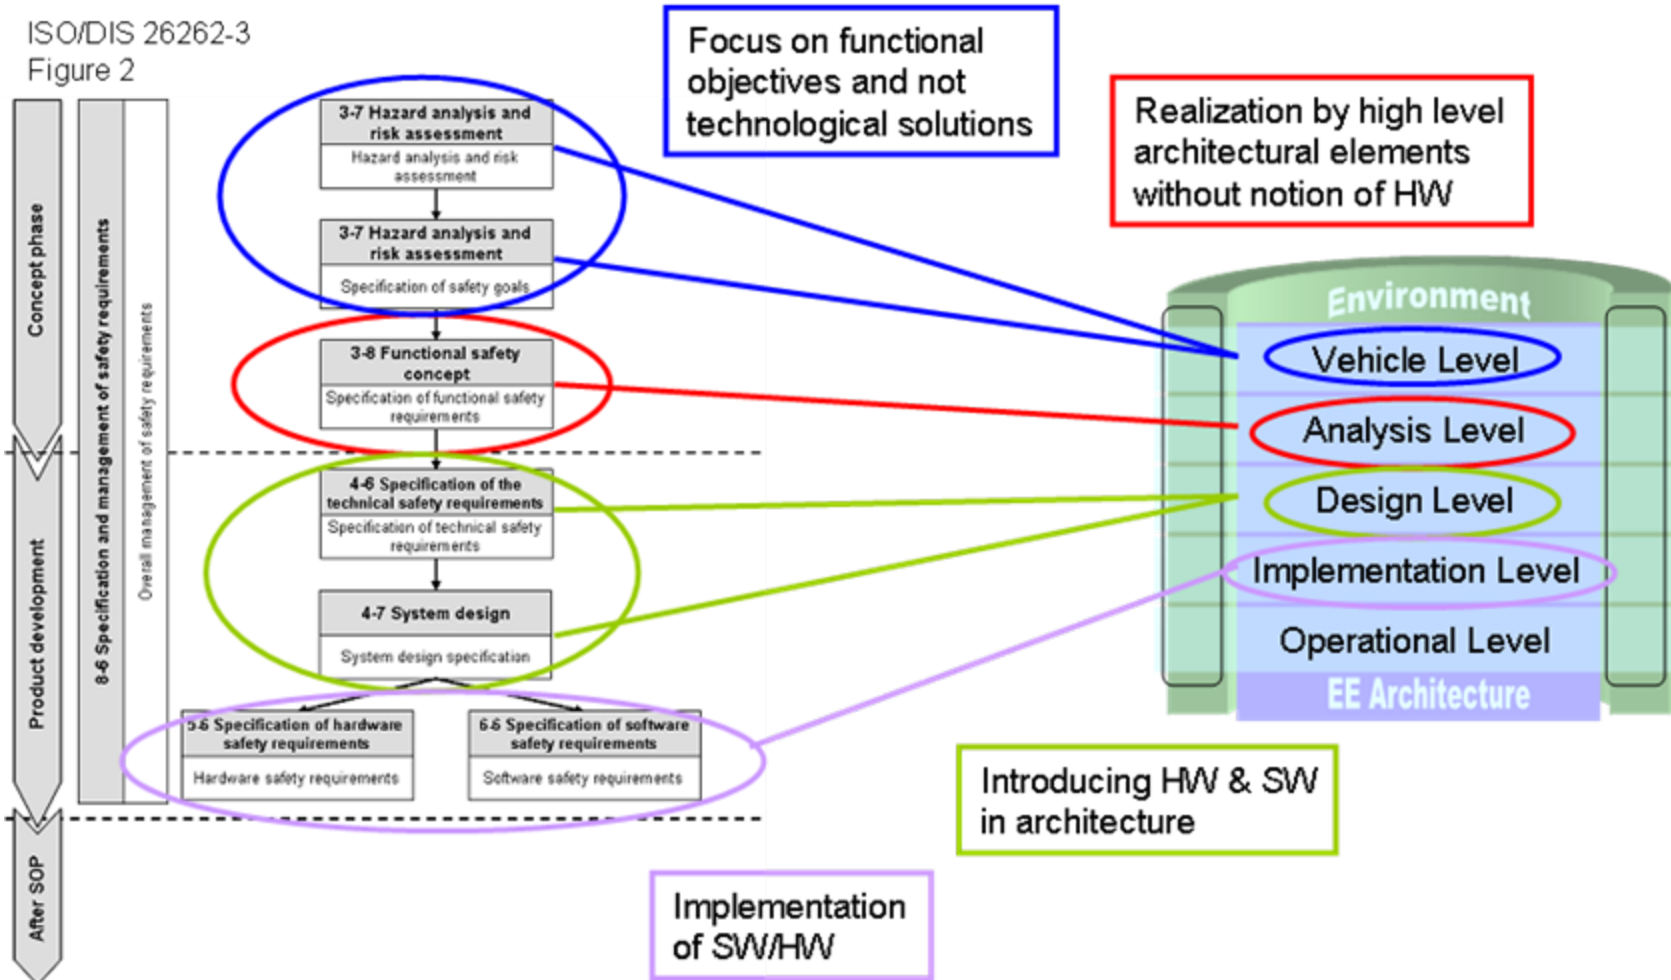 ISO/DIS 26262-3
Figure 2
Focus on functional
objectives and not
technological solutions
Realization by high level
architectural elements
without notion of HW
Concept phase
Product development
After SOP
8-6 Specification and management of safety requirements
Overall management of safety requirements
3-7 Hazard analysis and
risk assessment
Hazard analysis and risk
assessment
3-7 Hazard analysis and
risk assessment
Specification of safety goals
3-8 Functional safety
concept
Specification of functional safety
requirements
4-6 Specification of the
technical safety requirements
Specification of technical safety
requirements
4-7 System design
System design specification
5-6 Specification of hardware
safety requirements
Hardware safety requirements
6-6 Specification of software
safety requirements
Software safety requirements
Environment
Vehicle Level
Analysis Level
Design Level
Implementation Level
Operational Level
EE Architecture
Introducing HW & SW
in architecture
Implementation
of SW/HW